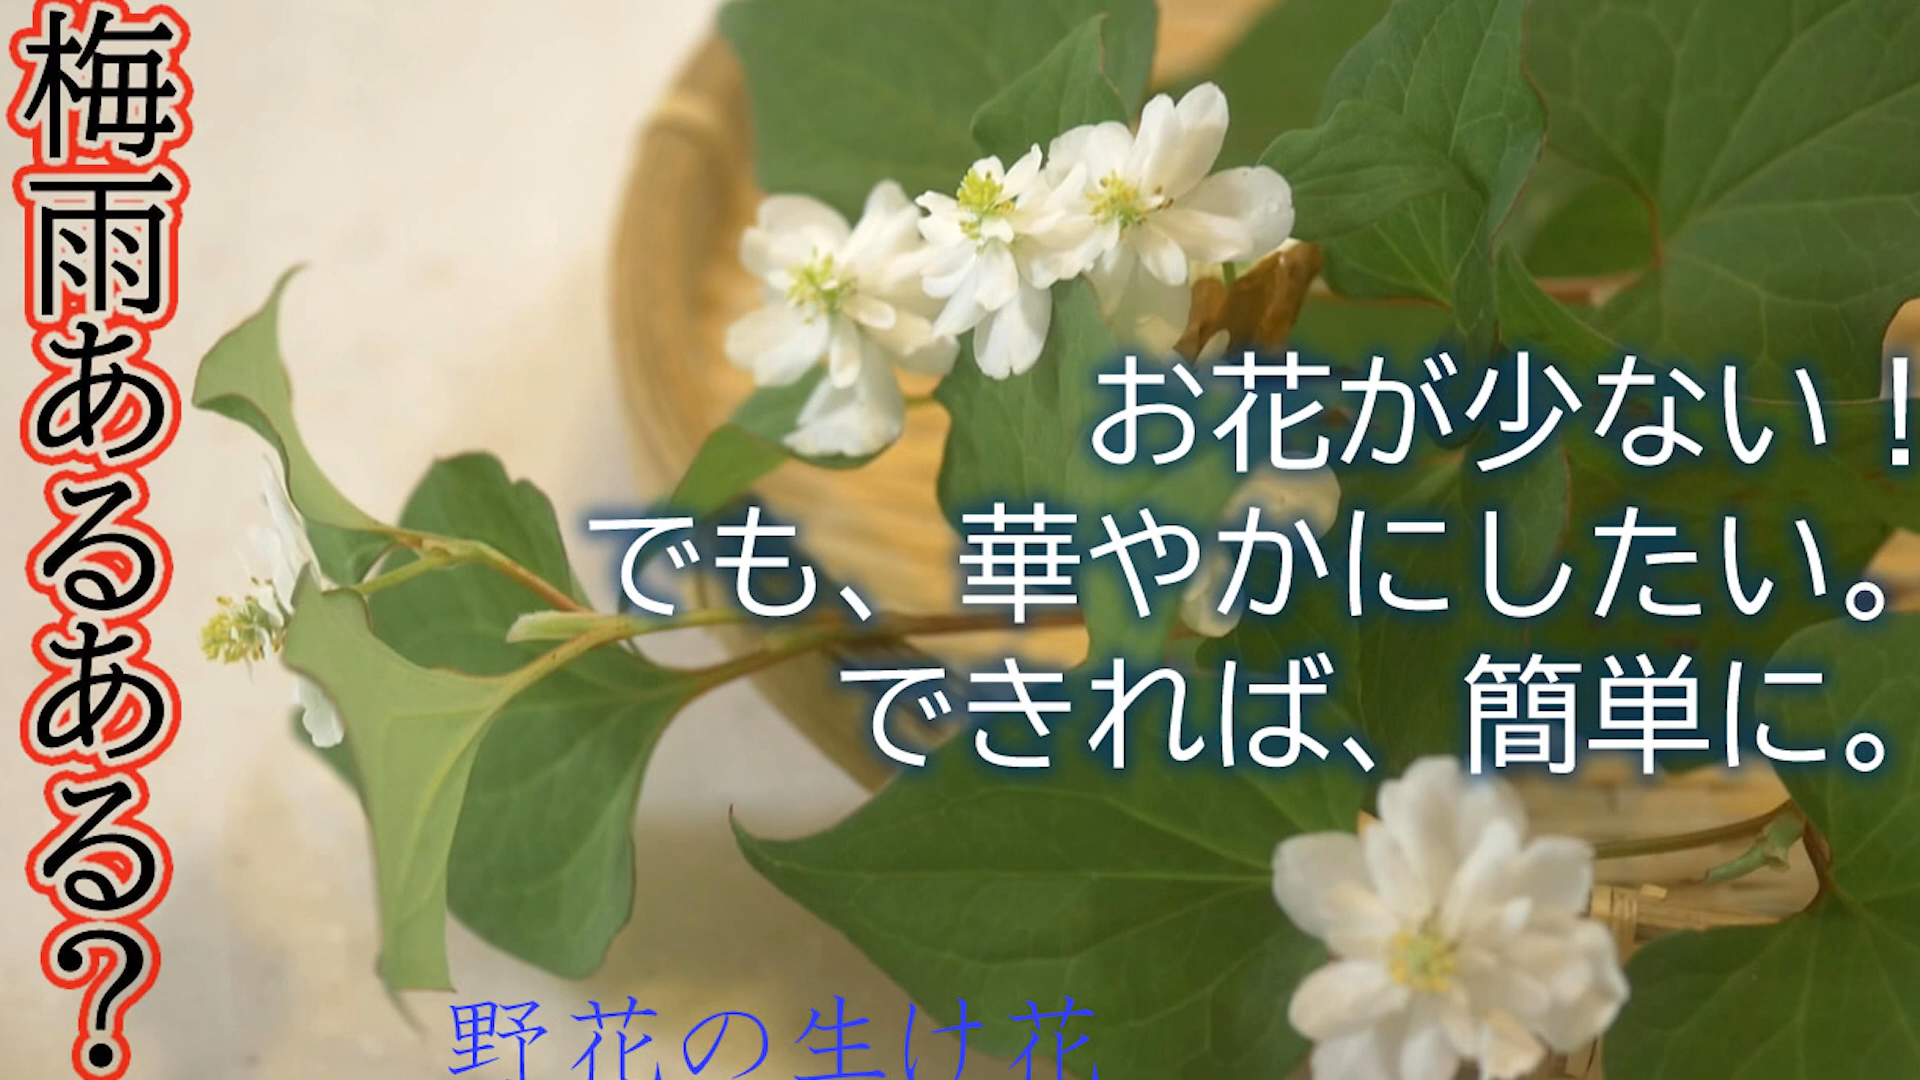 梅雨あるある？
お花が少ない！
でも、華やかにしたい。
できれば、簡単に。
野花の生け花